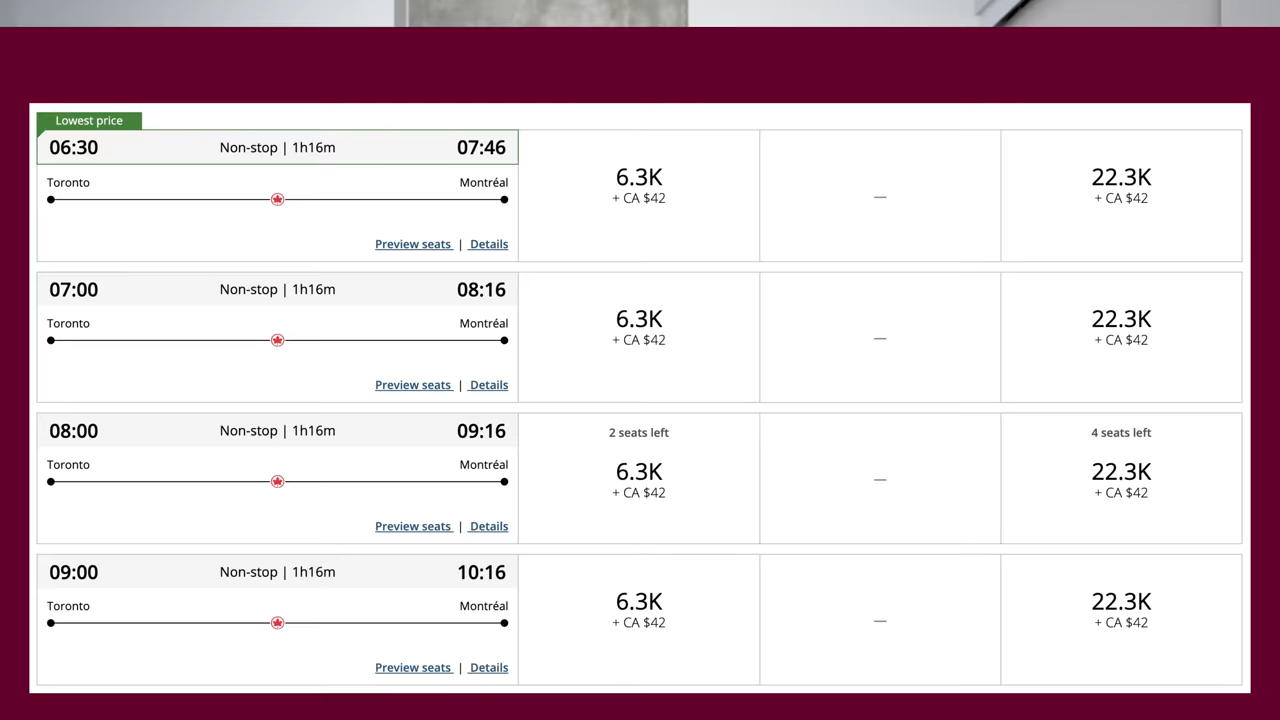 Lowest price
06:30 Non-stop | 1h16m 07:46
Toronto Montréal
Preview seats | Details
6.3K
+ CA $42
—
22.3K
+ CA $42
07:00 Non-stop | 1h16m 08:16
Toronto Montréal
Preview seats | Details
6.3K
+ CA $42
—
22.3K
+ CA $42
08:00 Non-stop | 1h16m 09:16
Toronto Montréal
Preview seats | Details
2 seats left
6.3K
+ CA $42
—
4 seats left
22.3K
+ CA $42
09:00 Non-stop | 1h16m 10:16
Toronto Montréal
Preview seats | Details
6.3K
+ CA $42
—
22.3K
+ CA $42